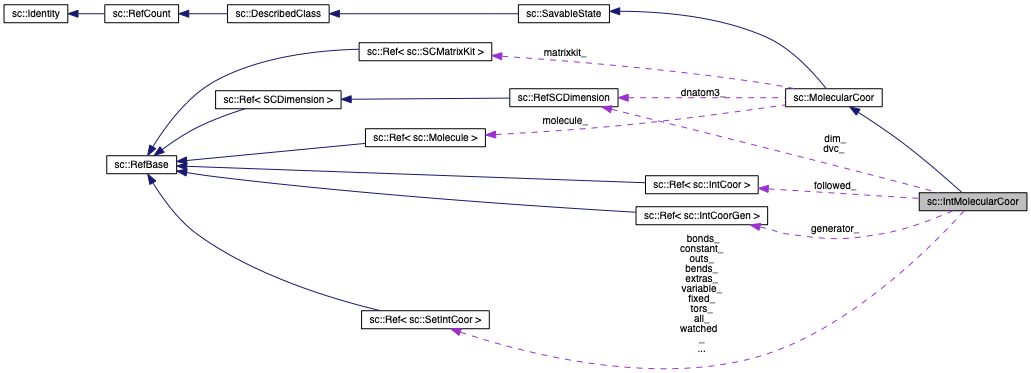 sc::Identity
sc::RefCount
sc::DescribedClass
sc::SavableState
sc::Ref< sc::SCMatrixKit >
matrixkit_
sc::Ref< SCDimension >
sc::RefSCDimension
dnatom3_
sc::MolecularCoor
molecule_
sc::Ref< sc::Molecule >
dim_
dvc_
sc::RefBase
sc::Ref< sc::IntCoor >
followed_
sc::IntMolecularCoor
sc::Ref< sc::IntCoorGen >
generator_
bonds_
constant_
outs_
bends_
extras_
variable_
fixed_
tors_
all_
watched
_
...
sc::Ref< sc::SetIntCoor >